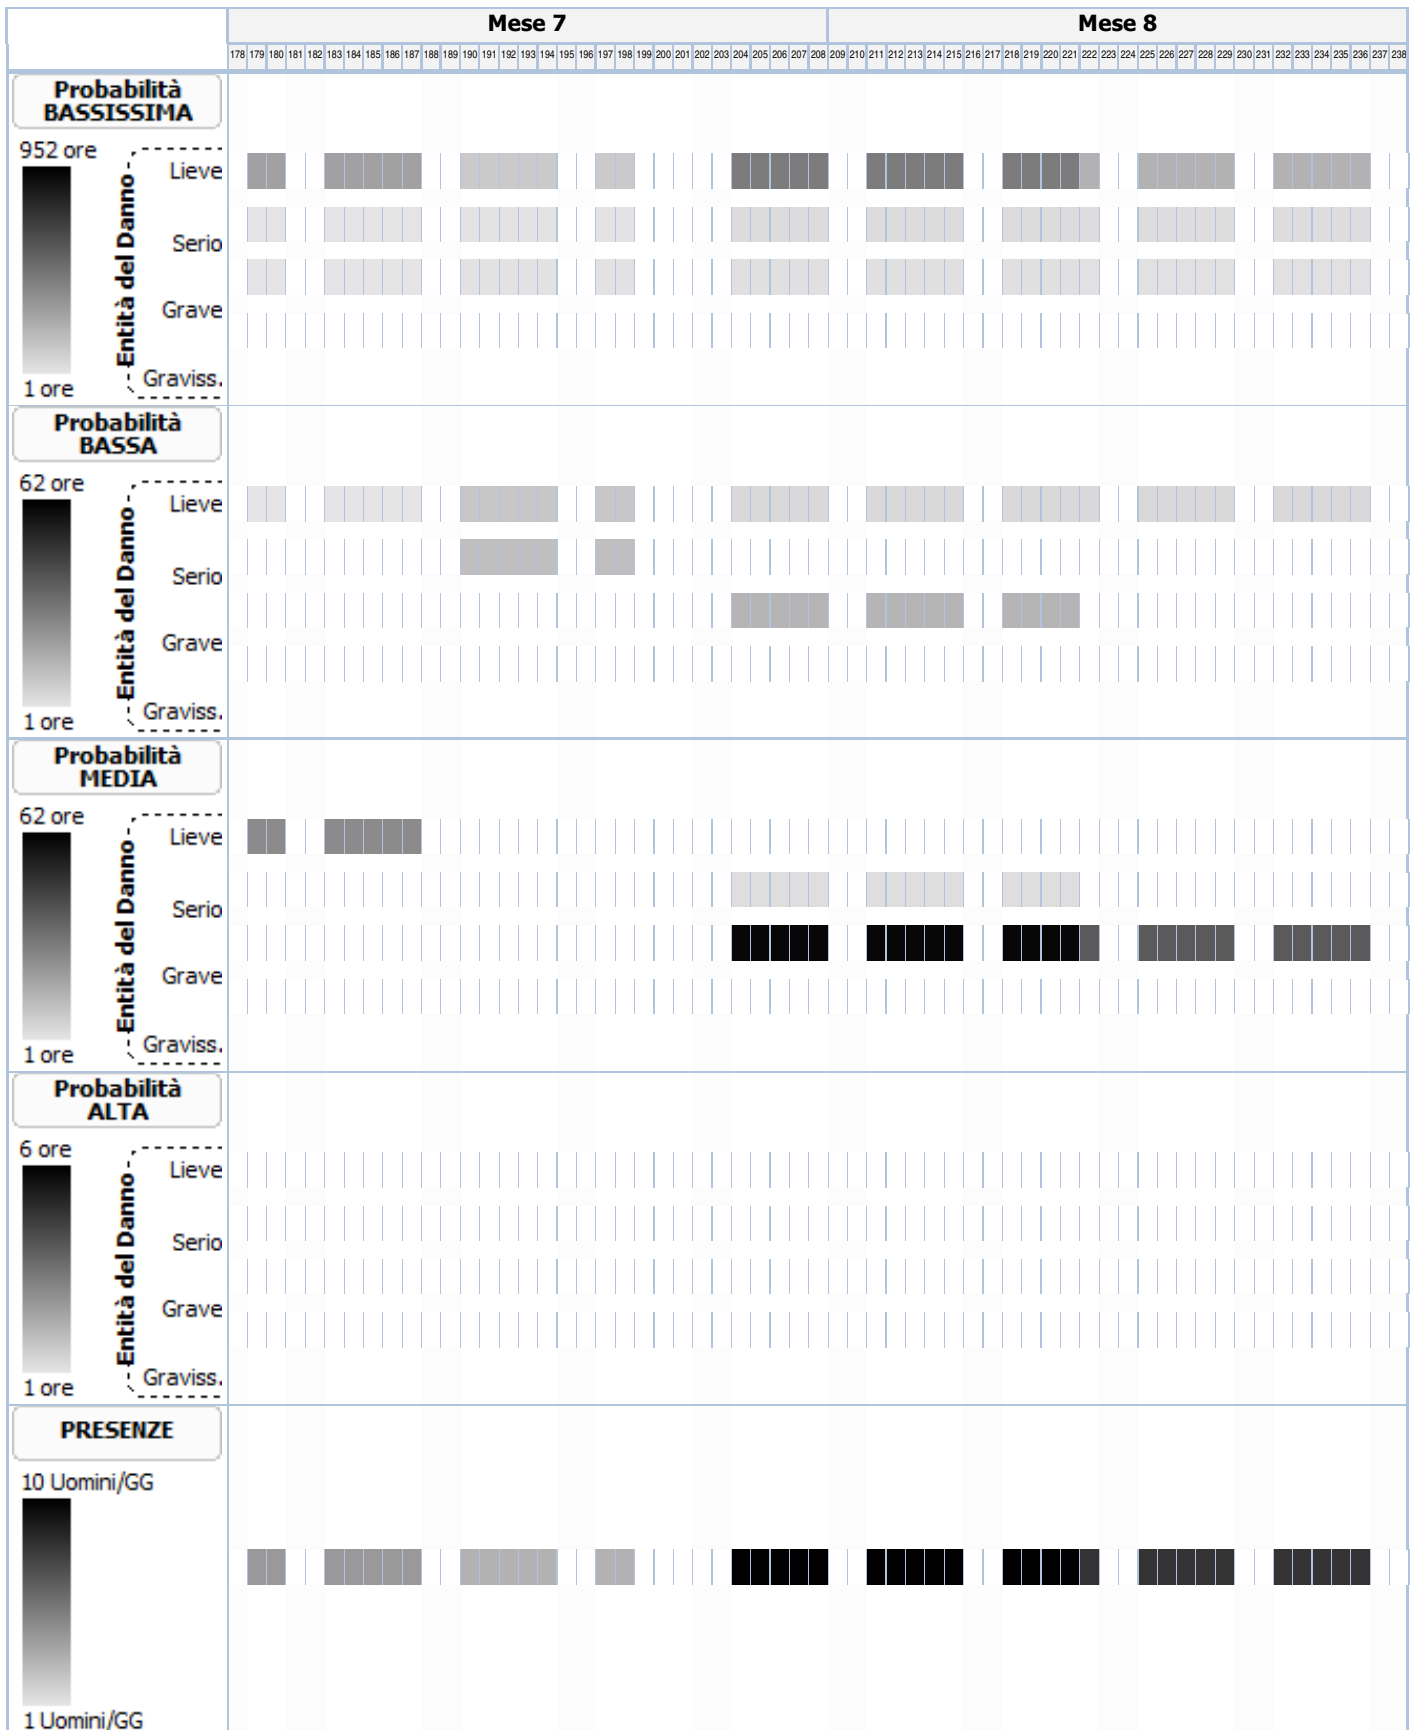 Mese 7 Mese 8
178 179 180 181 182 183 184 185 186 187 188 189 190 191 192 193 194 195 196 197 198 199 200 201 202 203 204 205 206 207 208 209 210 211 212 213 214 215 216 217 218 219 220 221 222 223 224 225 226 227 228 229 230 231 232 233 234 235 236 237 238
Probabilità
BASSISSIMA
952 ore
Entità del Danno
Lieve
Serio
Grave
Graviss.
1 ore
Probabilità
BASSA
62 ore
Entità del Danno
Lieve
Serio
Grave
Graviss.
1 ore
Probabilità
MEDIA
62 ore
Entità del Danno
Lieve
Serio
Grave
Graviss.
1 ore
Probabilità
ALTA
6 ore
Entità del Danno
Lieve
Serio
Grave
Graviss.
1 ore
PRESENZE
10 Uomini/GG
1 Uomini/GG